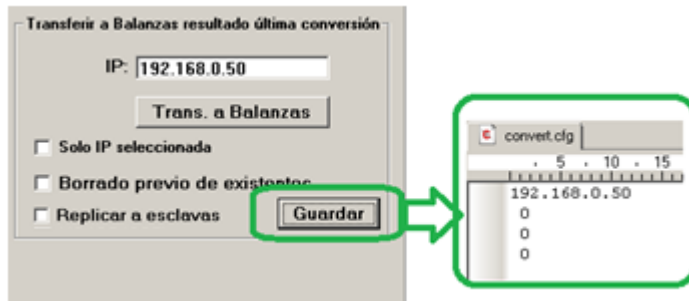 Transferir a Balanzas resultado última conversión
IP: 192.168.0.50
Trans. a Balanzas
Solo IP seleccionada
Borrado previo de existentes
Replicar a esclavas
Guardar
convert.cfg
5 10 15
192.168.0.50
0
0
0